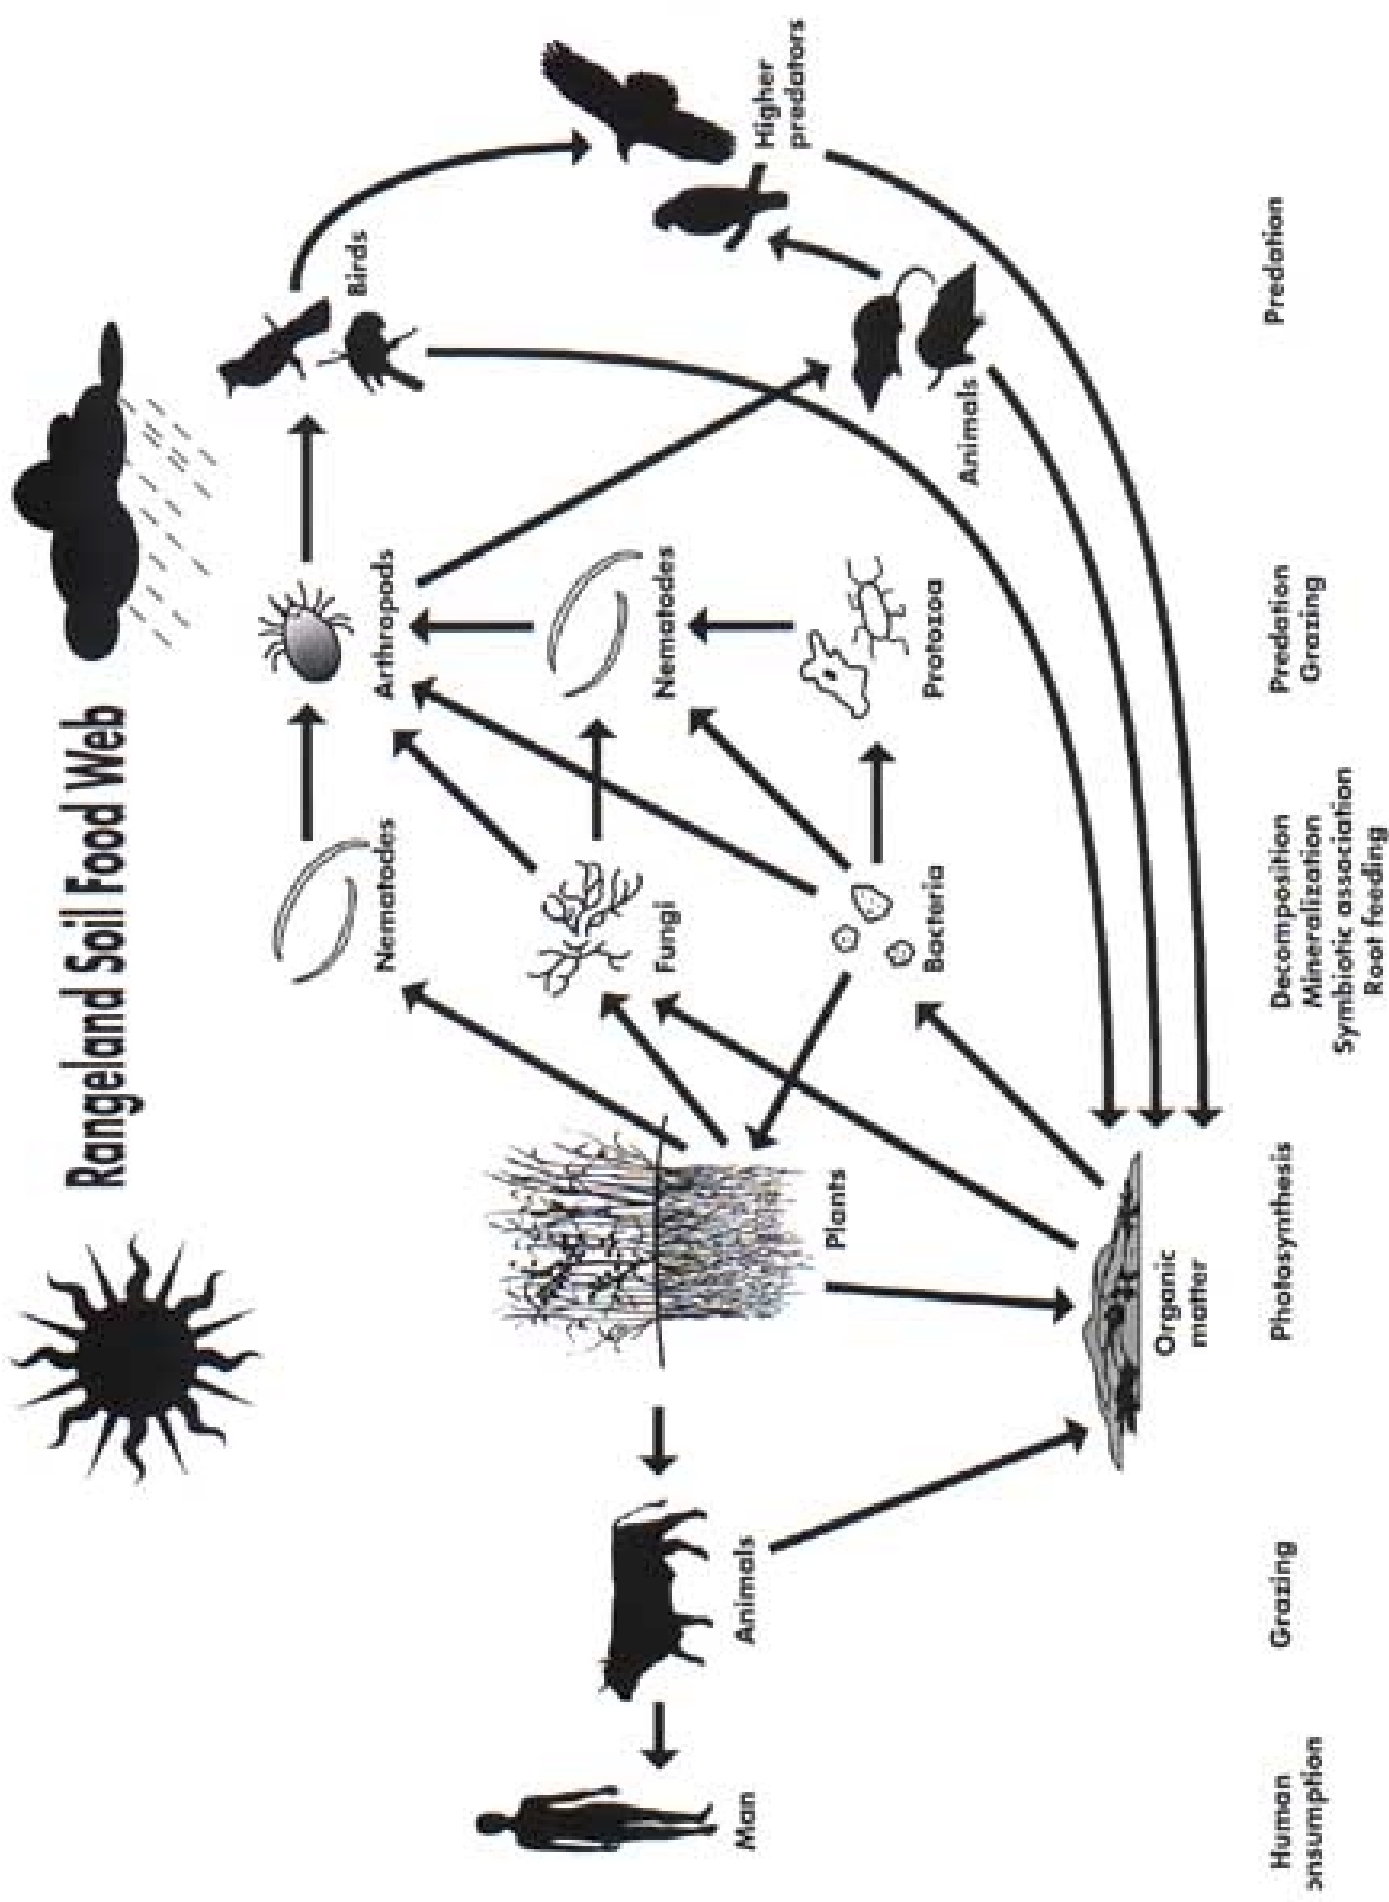 Rangeland Soil Food Web
Nematodes
Arthropods
Birds
Higher
predators
Fungi
Nematodes
Man
Animals
Plants
Bacteria
Protozoa
Animals
Organic
matter
Human
onsumption
Grazing
Photosynthesis
Decomposition
Mineralization
Symbiotic association
Root feeding
Predation
Grazing
Predation